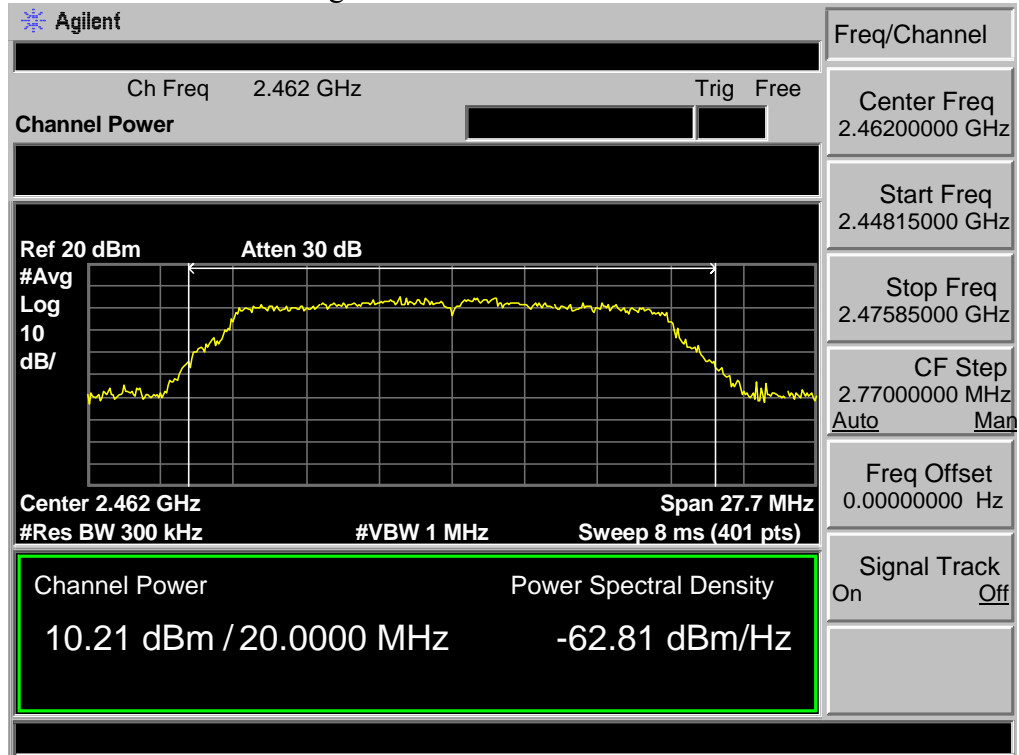 Agilent
Freq/Channel
Ch Freq 2.462 GHz Trig Free
Channel Power
Center Freq
2.46200000 GHz
Start Freq
2.44815000 GHz
Stop Freq
2.47585000 GHz
CF Step
2.77000000 MHz
Auto Man
Freq Offset
0.00000000 Hz
Signal Track
On Off
Ref 20 dBm Atten 30 dB
#Avg
Log
10
dB/
Center 2.462 GHz Span 27.7 MHz
#Res BW 300 kHz #VBW 1 MHz Sweep 8 ms (401 pts)
Channel Power Power Spectral Density
10.21 dBm / 20.0000 MHz -62.81 dBm/Hz